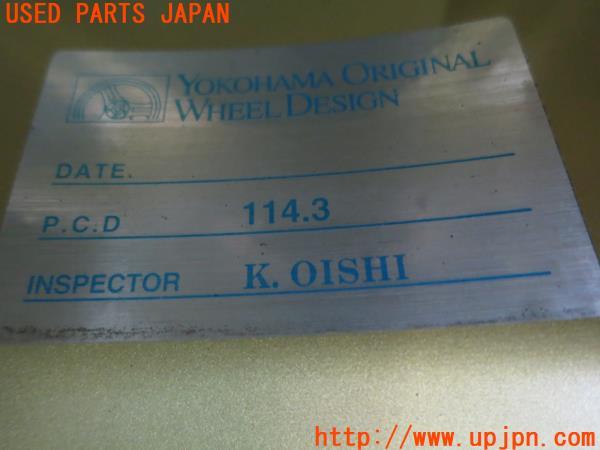 USED PARTS JAPAN
YOKOHAMA ORIGINAL
WHEEL DESIGN
DATE.
P.C.D 114.3
INSPECTOR K. OISHI
http://www.upjpn.com